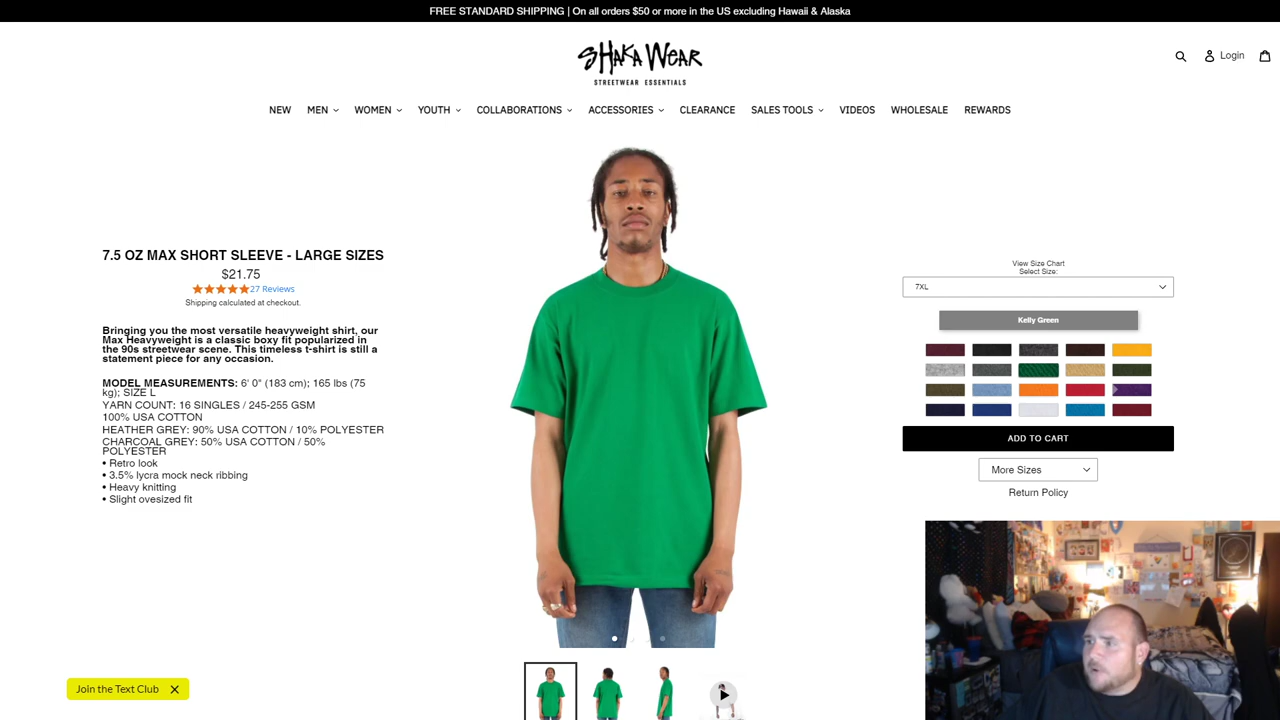 FREE STANDARD SHIPPING | On all orders $50 or more in the US excluding Hawaii & Alaska
SHAKA WEAR
STREETWEAR ESSENTIALS
Login
NEW MEN WOMEN YOUTH COLLABORATIONS ACCESSORIES CLEARANCE SALES TOOLS VIDEOS WHOLESALE REWARDS
7.5 OZ MAX SHORT SLEEVE - LARGE SIZES
$21.75
27 Reviews
Shipping calculated at checkout.
Bringing you the most versatile heavyweight shirt, our
Max Heavyweight is a classic boxy fit popularized in
the 90s streetwear scene. This timeless t-shirt is still a
statement piece for any occasion.
MODEL MEASUREMENTS: 6' 0" (183 cm); 165 lbs (75
kg); SIZE L
YARN COUNT: 16 SINGLES / 245-255 GSM
100% USA COTTON
HEATHER GREY: 90% USA COTTON / 10% POLYESTER
CHARCOAL GREY: 50% USA COTTON / 50%
POLYESTER
• Retro look
• 3.5% lycra mock neck ribbing
• Heavy knitting
• Slight ovesized fit
View Size Chart
Select Size:
7XL
Kelly Green
ADD TO CART
More Sizes
Return Policy
Join the Text Club